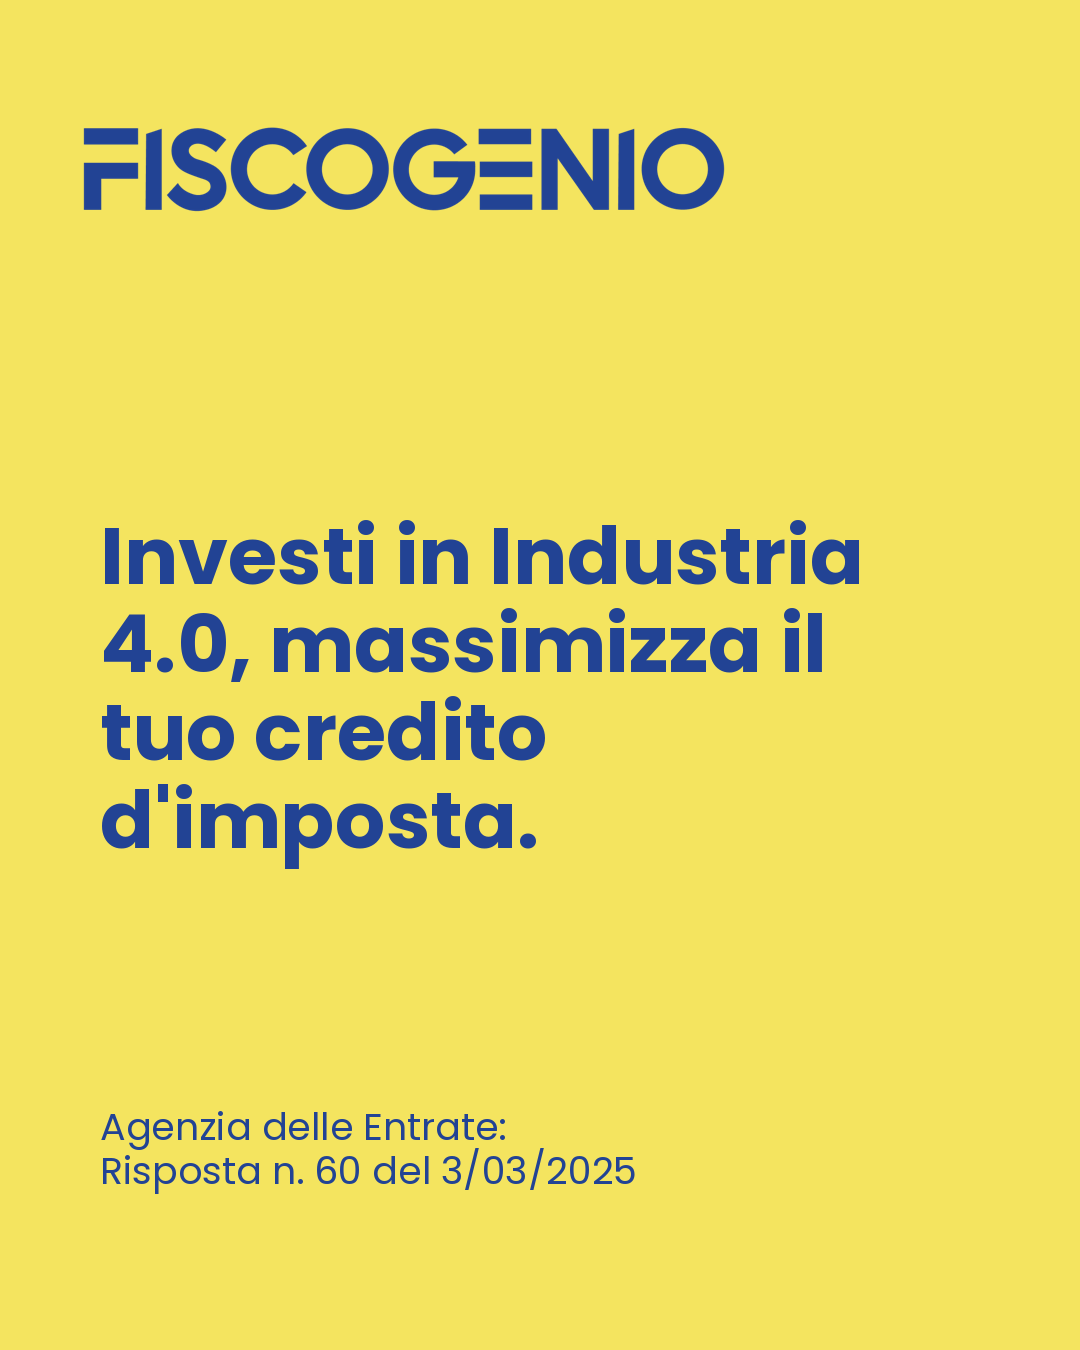 FISCOGENIO
Investi in Industria
4.0, massimizza il
tuo credito
d'imposta.
Agenzia delle Entrate:
Risposta n. 60 del 3/03/2025